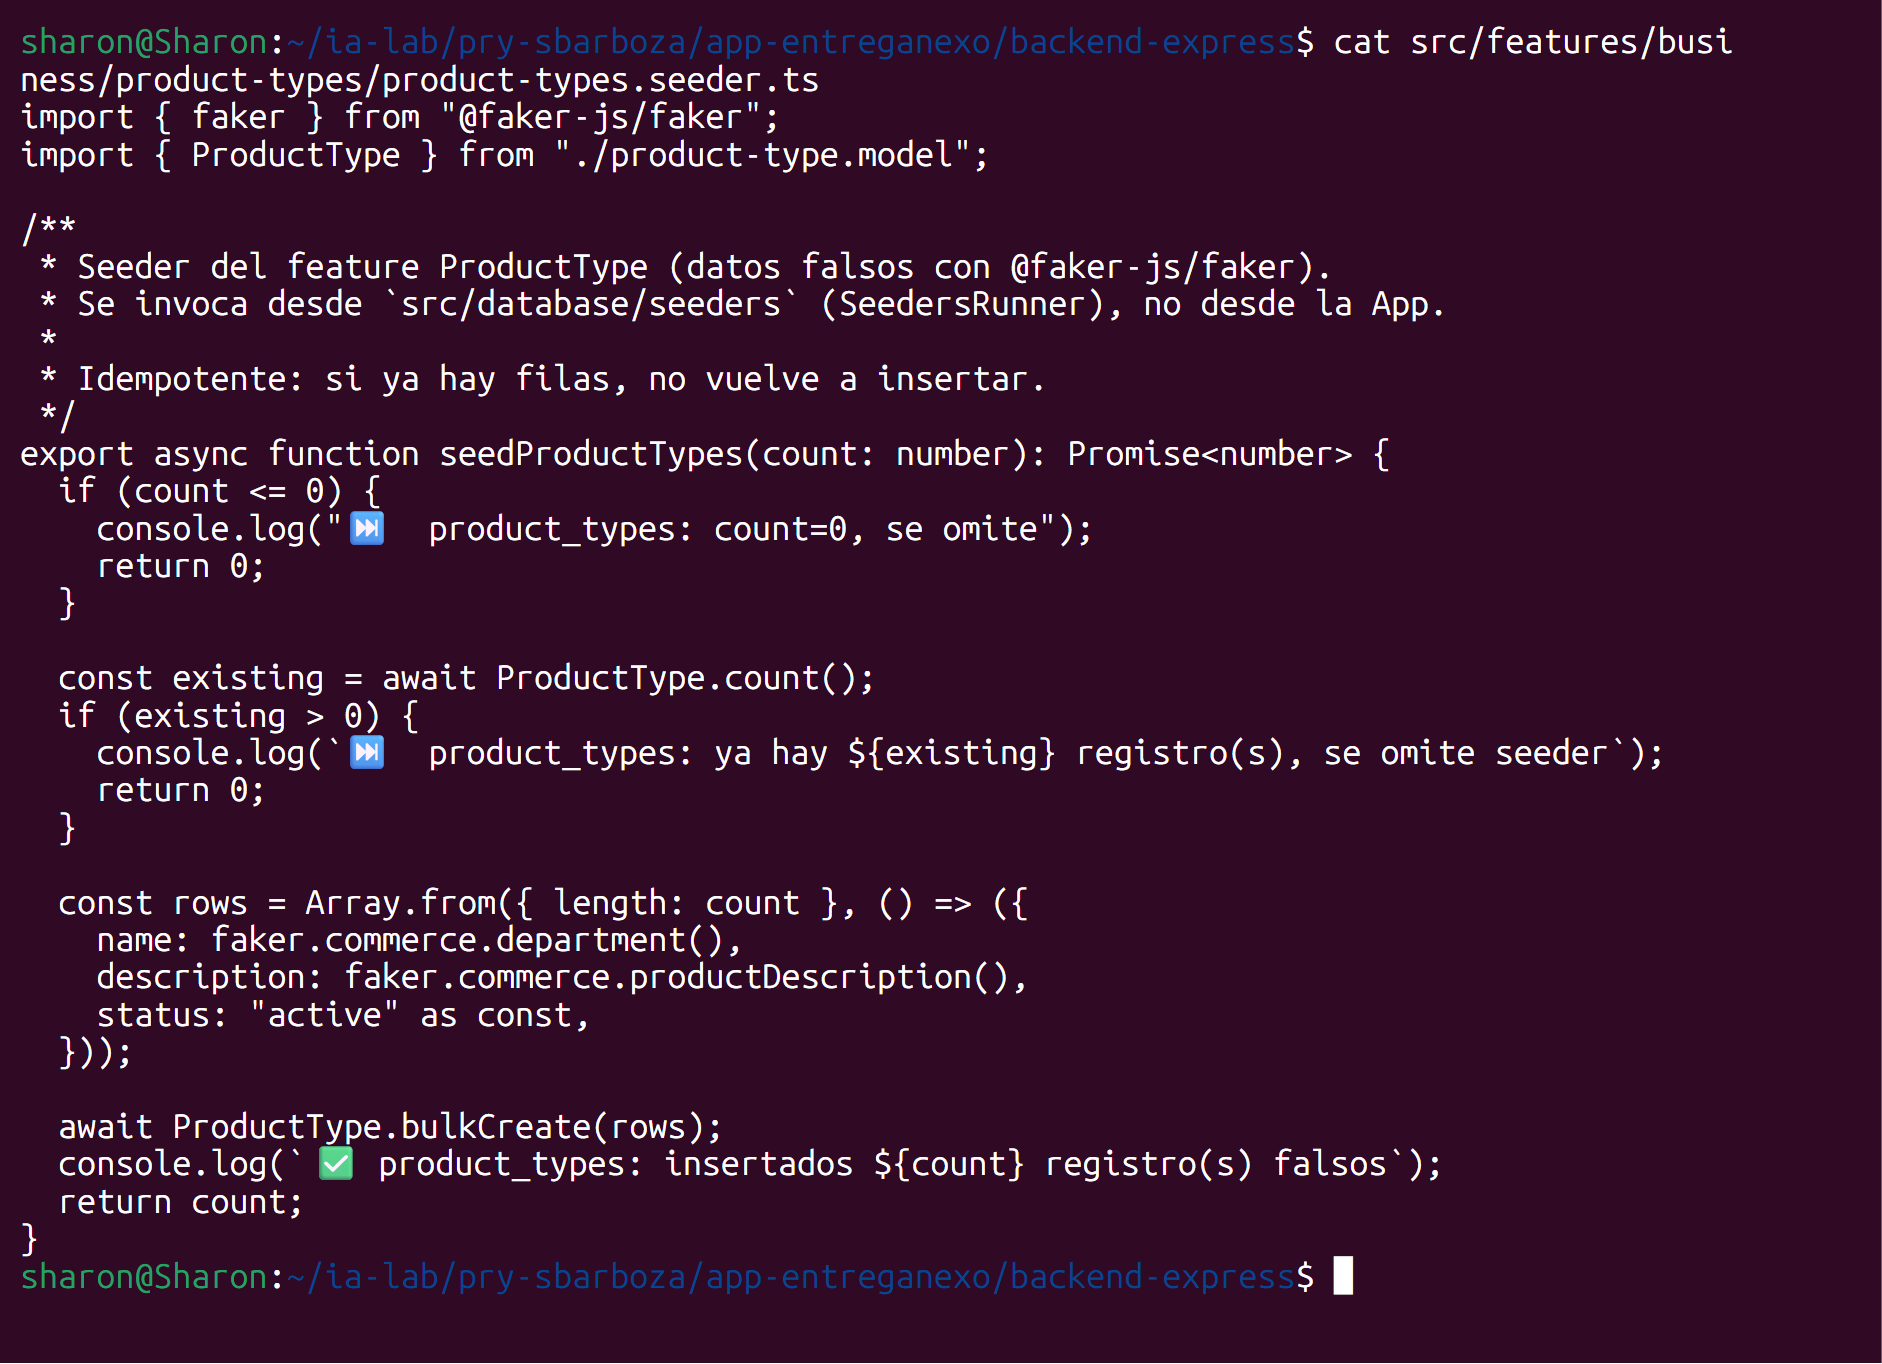 sharon@Sharon:~/ia-lab/pry-sbarboza/app-entreganexo/backend-express$ cat src/features/busi
ness/product-types/product-types.seeder.ts
import { faker } from "@faker-js/faker";
import { ProductType } from "./product-type.model";

/**
 * Seeder del feature ProductType (datos falsos con @faker-js/faker).
 * Se invoca desde `src/database/seeders` (SeedersRunner), no desde la App.
 *
 * Idempotente: si ya hay filas, no vuelve a insertar.
 */
export async function seedProductTypes(count: number): Promise<number> {
  if (count <= 0) {
    console.log("⏭️  product_types: count=0, se omite");
    return 0;
  }

  const existing = await ProductType.count();
  if (existing > 0) {
    console.log(`⏭️  product_types: ya hay ${existing} registro(s), se omite seeder`);
    return 0;
  }

  const rows = Array.from({ length: count }, () => ({
    name: faker.commerce.department(),
    description: faker.commerce.productDescription(),
    status: "active" as const,
  }));

  await ProductType.bulkCreate(rows);
  console.log(`✅ product_types: insertados ${count} registro(s) falsos`);
  return count;
}
sharon@Sharon:~/ia-lab/pry-sbarboza/app-entreganexo/backend-express$